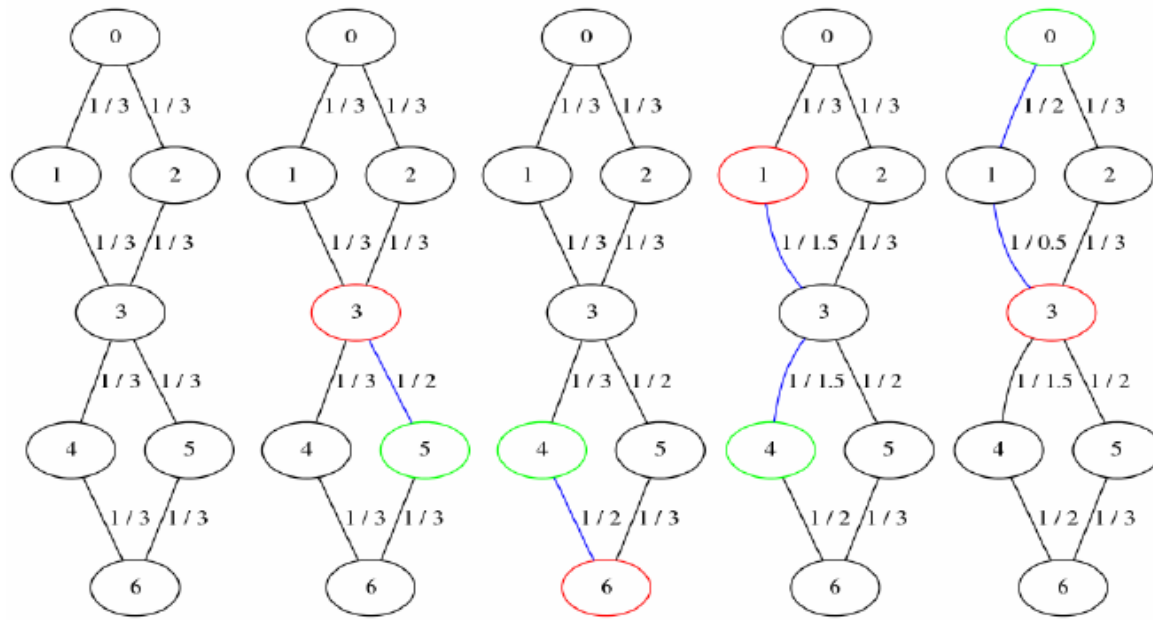 0 0 0 0 0
1 / 3 1 / 3 1 / 3 1 / 3 1 / 3 1 / 3 1 / 3 1 / 3 1 / 2 1 / 3
1 2 1 2 1 2 1 2 1 2
1 / 3 1 / 3 1 / 3 1 / 3 1 / 3 1 / 3 1 / 1.5 1 / 3 1 / 0.5 1 / 3
3 3 3 3 3
1 / 3 1 / 3 1 / 3 1 / 2 1 / 3 1 / 2 1 / 1.5 1 / 2 1 / 1.5 1 / 2
4 5 4 5 4 5 4 5 4 5
1 / 3 1 / 3 1 / 3 1 / 3 1 / 2 1 / 3 1 / 2 1 / 3 1 / 2 1 / 3
6 6 6 6 6